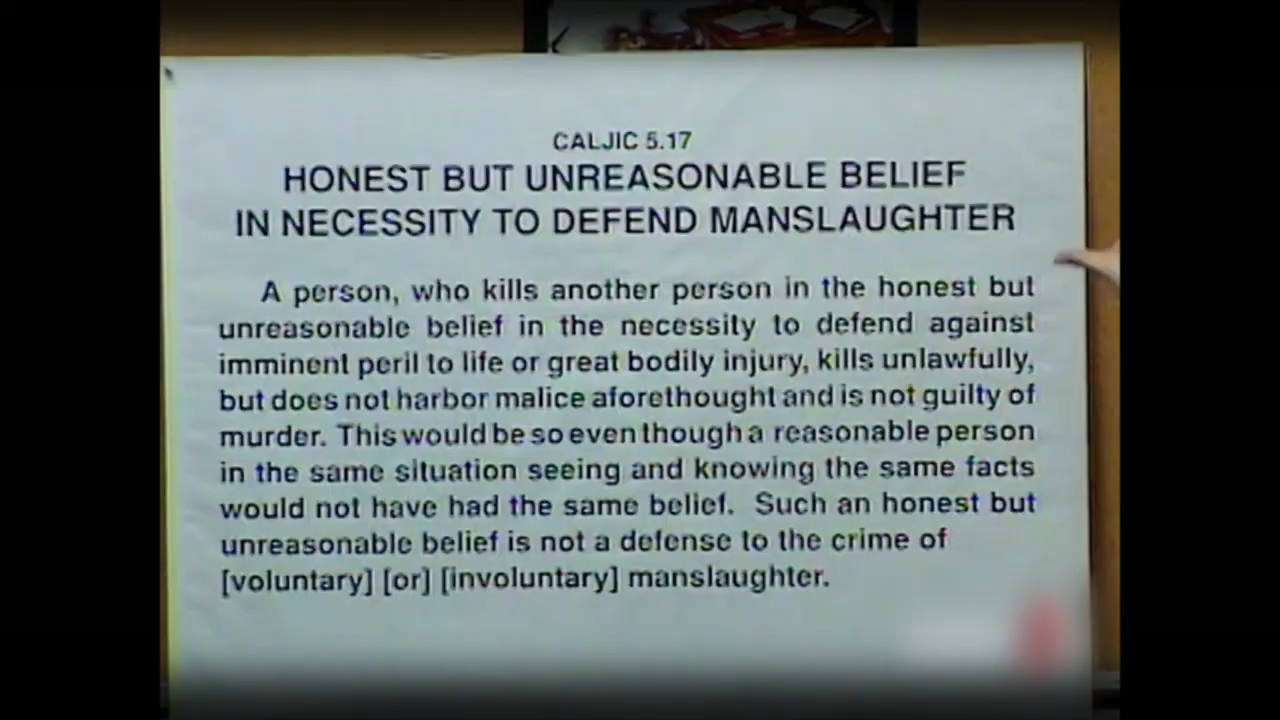 CALJIC 5.17
HONEST BUT UNREASONABLE BELIEF
IN NECESSITY TO DEFEND MANSLAUGHTER
A person, who kills another person in the honest but
unreasonable belief in the necessity to defend against
imminent peril to life or great bodily injury, kills unlawfully,
but does not harbor malice aforethought and is not guilty of
murder. This would be so even though a reasonable person
in the same situation seeing and knowing the same facts
would not have had the same belief. Such an honest but
unreasonable belief is not a defense to the crime of
[voluntary] [or] [involuntary] manslaughter.